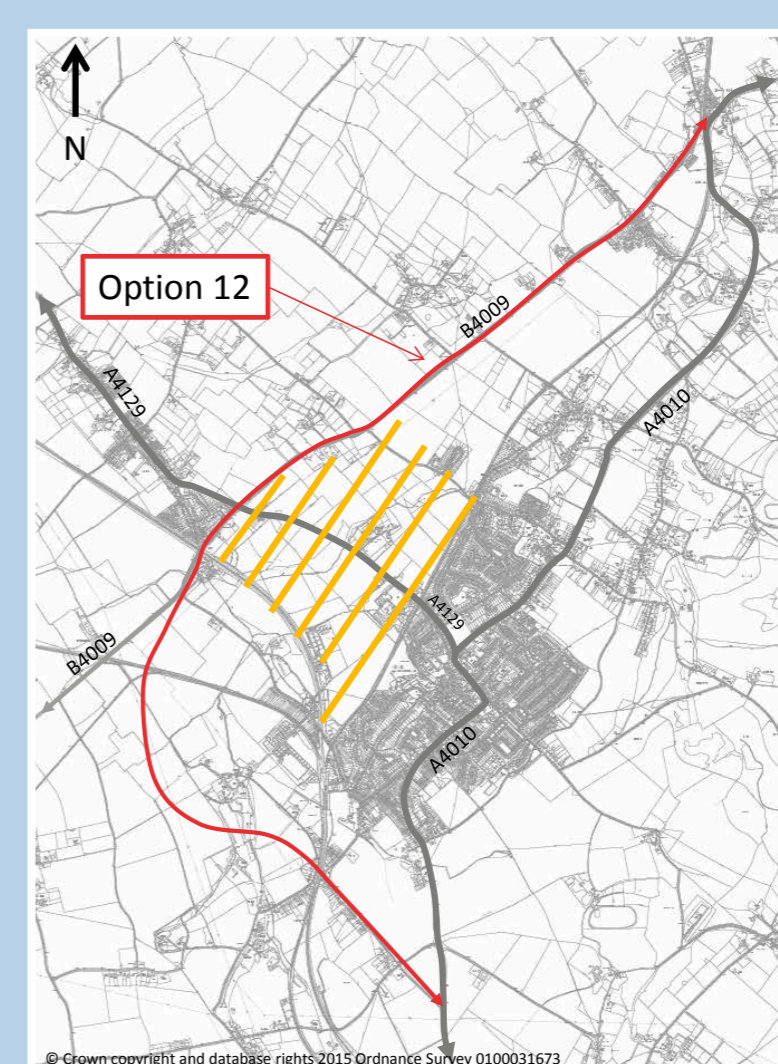 N
Option 12
B4009
A4129
A4010
A4129
B4009
A4010
© Crown copyright and database rights 2015 Ordnance Survey 0100031673